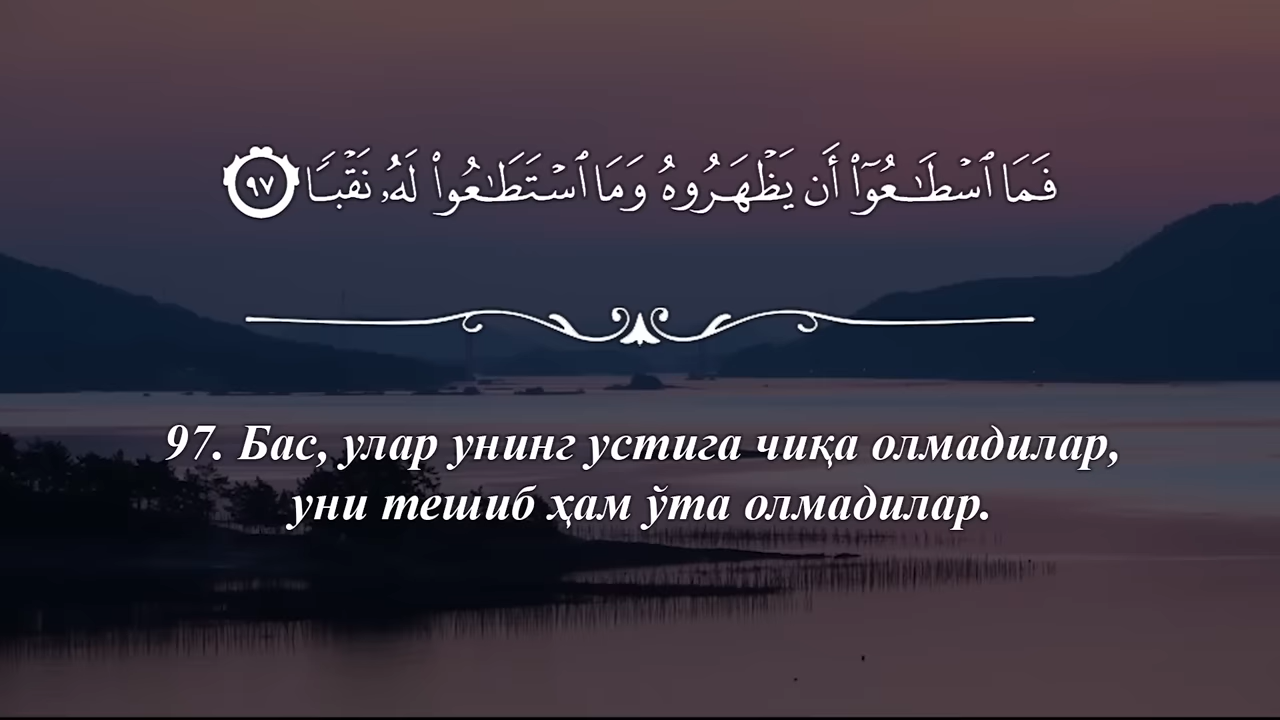 فَمَا ٱسْطَـٰعُوٓا۟ أَن يَظْهَرُوهُ وَمَا ٱسْتَطَـٰعُوا۟ لَهُۥ نَقْبًا ٩٧
97. Бас, улар унинг устига чиқа олмадилар,
уни тешиб ҳам ўта олмадилар.